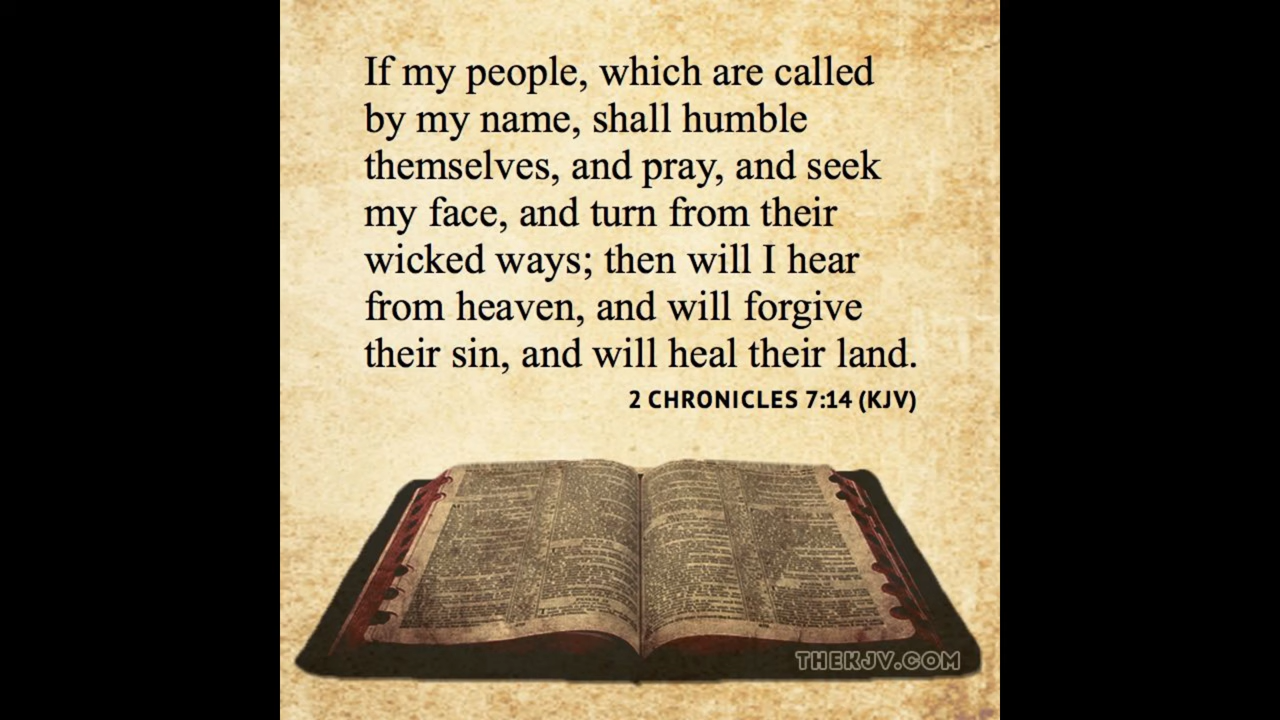 If my people, which are called
by my name, shall humble
themselves, and pray, and seek
my face, and turn from their
wicked ways; then will I hear
from heaven, and will forgive
their sin, and will heal their land.
2 CHRONICLES 7:14 (KJV)
THEKJV.COM